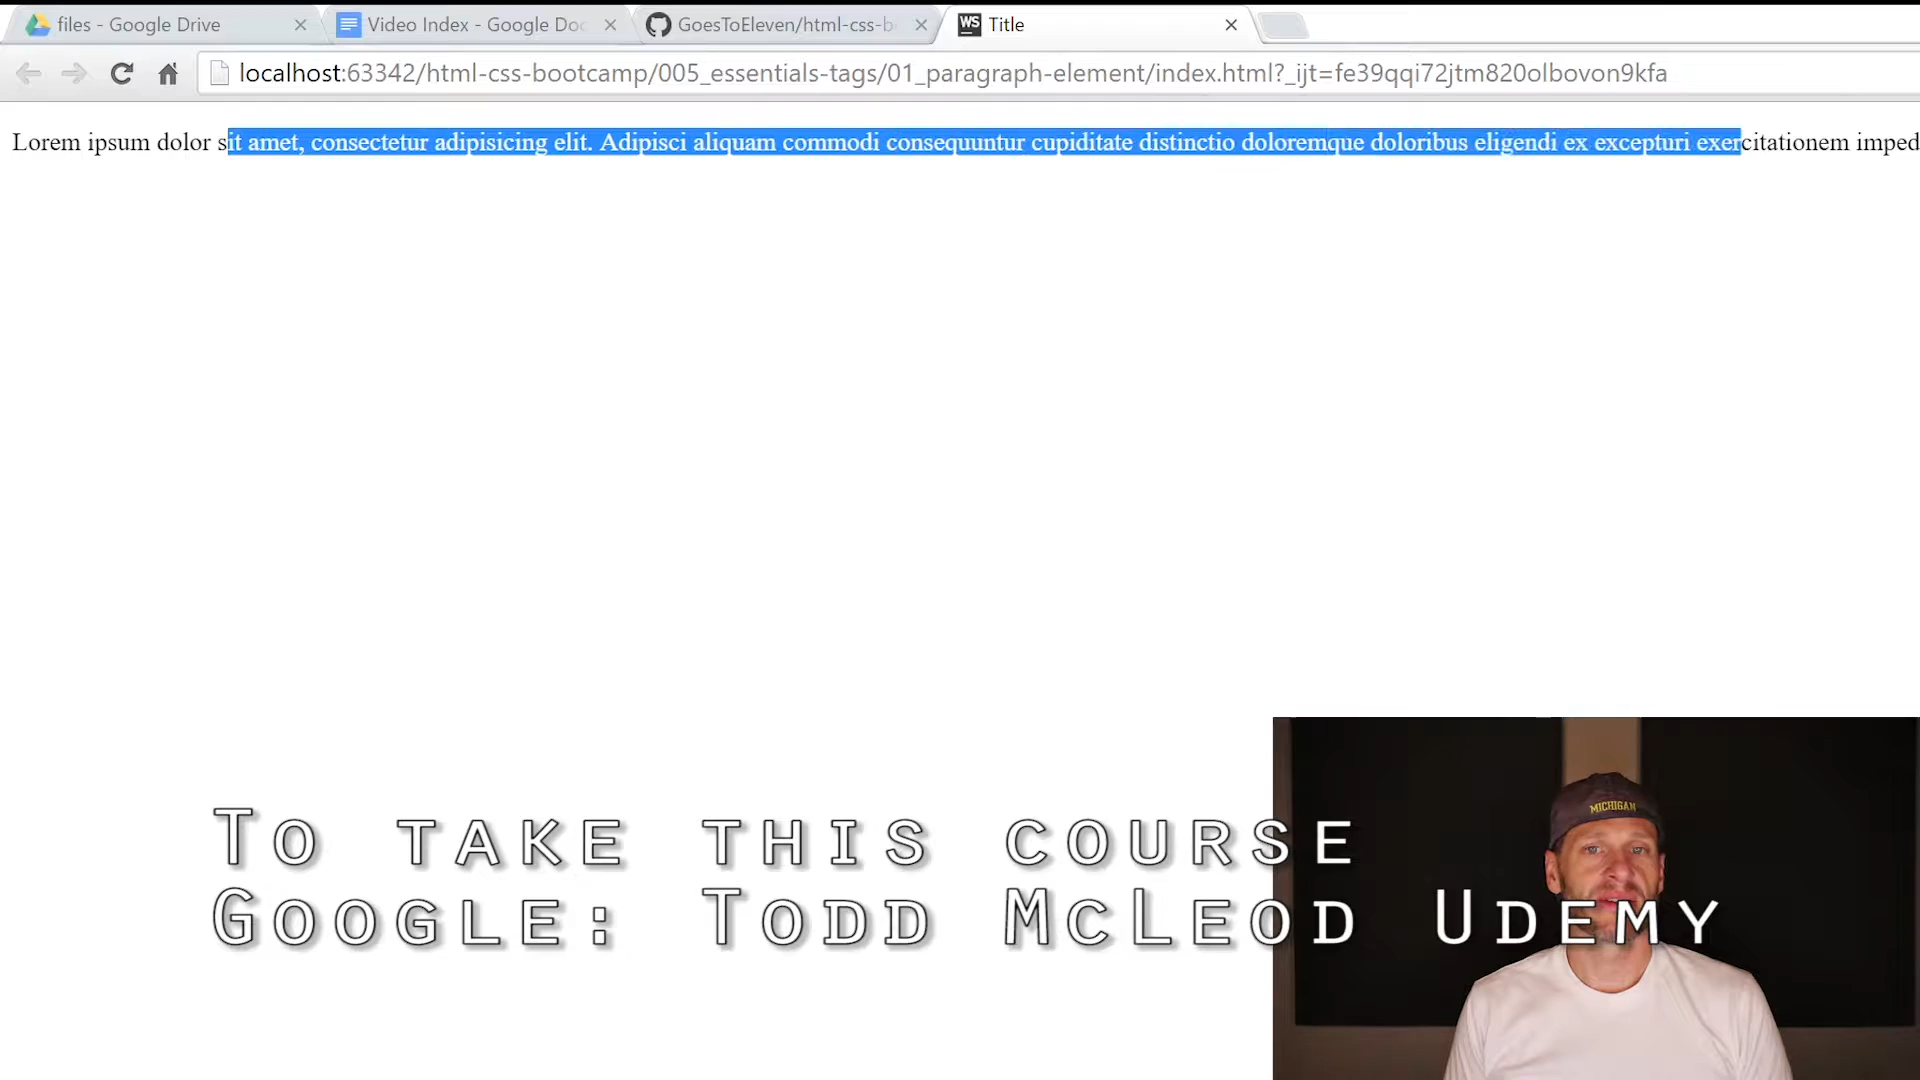 files - Google Drive
Video Index - Google Doc
GoesToEleven/html-css-b
WS Title
localhost:63342/html-css-bootcamp/005_essentials-tags/01_paragraph-element/index.html?_ijt=fe39qqi72jtm820olbovon9kfa
Lorem ipsum dolor sit amet, consectetur adipisicing elit. Adipisci aliquam commodi consequuntur cupiditate distinctio doloremque doloribus eligendi ex excepturi exercitationem imped
MICHIGAN
To take this course
Google: Todd McLeod Udemy